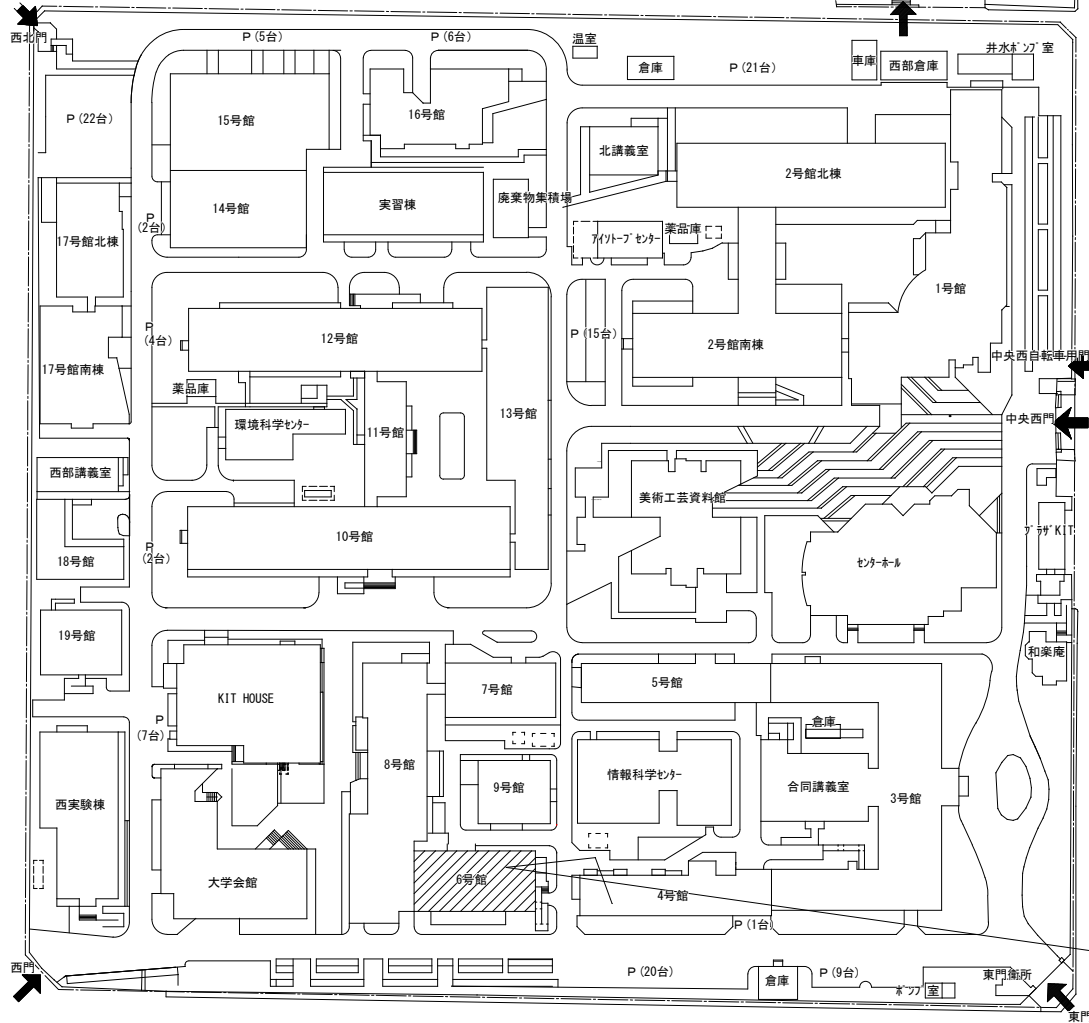 西北門
P (5台)
P (6台)
温室
倉庫
P (21台)
車庫
西部倉庫
井水ポンプ室
P (22台)
15号館
16号館
北講義室
2号館北棟
14号館
実習棟
廃棄物集積場
P
(2台)
17号館北棟
アイソトープセンター
薬品庫
1号館
P
(4台)
12号館
P (15台)
2号館南棟
17号館南棟
薬品庫
13号館
中央西自転車用門
環境科学センター
11号館
中央西門
西部講義室
美術工芸資料館
10号館
P
(2台)
18号館
センターホール
プラザKIT
19号館
和楽庵
KIT HOUSE
7号館
5号館
P
(7台)
倉庫
8号館
9号館
情報科学センター
合同講義室
3号館
西実験棟
大学会館
6号館
4号館
P (1台)
西門
P (20台)
倉庫
P (9台)
ポンプ室
東門衛所
東門